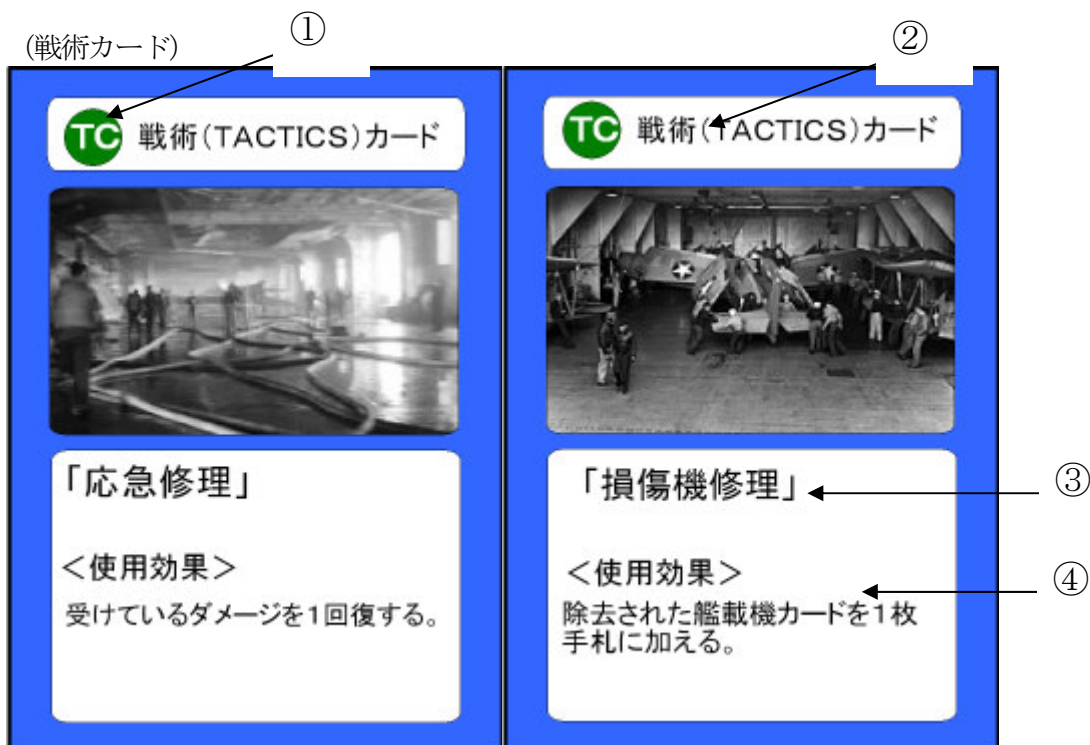 ①
②
(戦術カード)
TC 戦術(TACTICS)カード
TC 戦術(TACTICS)カード
「応急修理」
<使用効果>
受けているダメージを1回復する。
「損傷機修理」
③
<使用効果>
④
除去された艦載機カードを1枚
手札に加える。